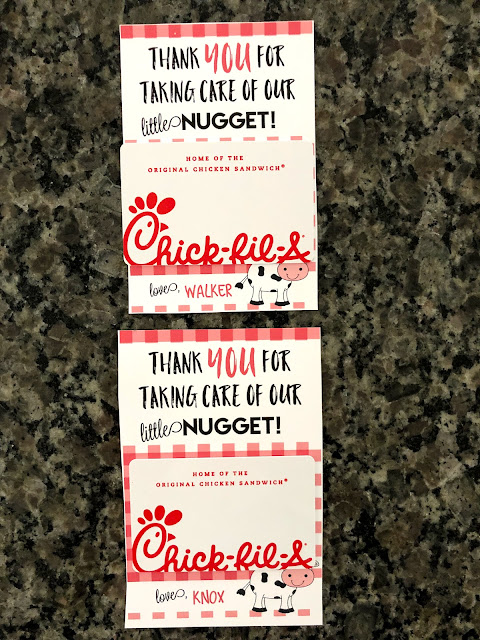 THANK YOU FOR
TAKING CARE OF OUR
little NUGGET!
HOME OF THE
ORIGINAL CHICKEN SANDWICH®
Chick-fil-A
love, WALKER
THANK YOU FOR
TAKING CARE OF OUR
little NUGGET!
HOME OF THE
ORIGINAL CHICKEN SANDWICH®
Chick-fil-A
love, KNOX